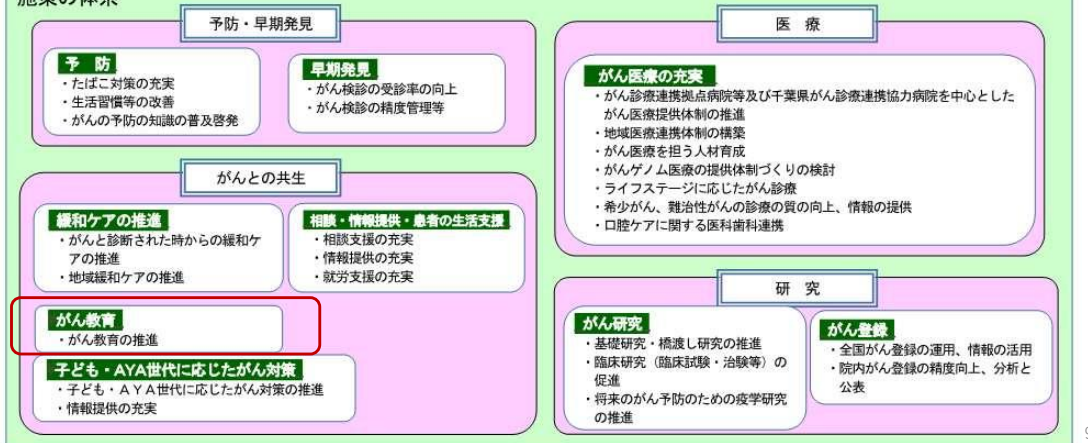 施策の体系
予防・早期発見
予　防
・たばこ対策の充実
・生活習慣等の改善
・がんの予防の知識の普及啓発
早期発見
・がん検診の受診率の向上
・がん検診の精度管理等
医　療
がん医療の充実
・がん診療連携拠点病院等及び千葉県がん診療連携協力病院を中心とした
がん医療提供体制の推進
・地域医療連携体制の構築
・がん医療を担う人材育成
・がんゲノム医療の提供体制づくりの検討
・ライフステージに応じたがん診療
・希少がん、難治性がんの診療の質の向上、情報の提供
・口腔ケアに関する医科歯科連携
がんとの共生
緩和ケアの推進
・がんと診断された時からの緩和ケ
アの推進
・地域緩和ケアの推進
相談・情報提供・患者の生活支援
・相談支援の充実
・情報提供の充実
・就労支援の充実
がん教育
・がん教育の推進
子ども・AYA世代に応じたがん対策
・子ども・ＡＹＡ世代に応じたがん対策の推進
・情報提供の充実
研　究
がん研究
・基礎研究・橋渡し研究の推進
・臨床研究（臨床試験・治験等）の
促進
・将来のがん予防のための疫学研究
の推進
がん登録
・全国がん登録の運用、情報の活用
・院内がん登録の精度向上、分析と
公表